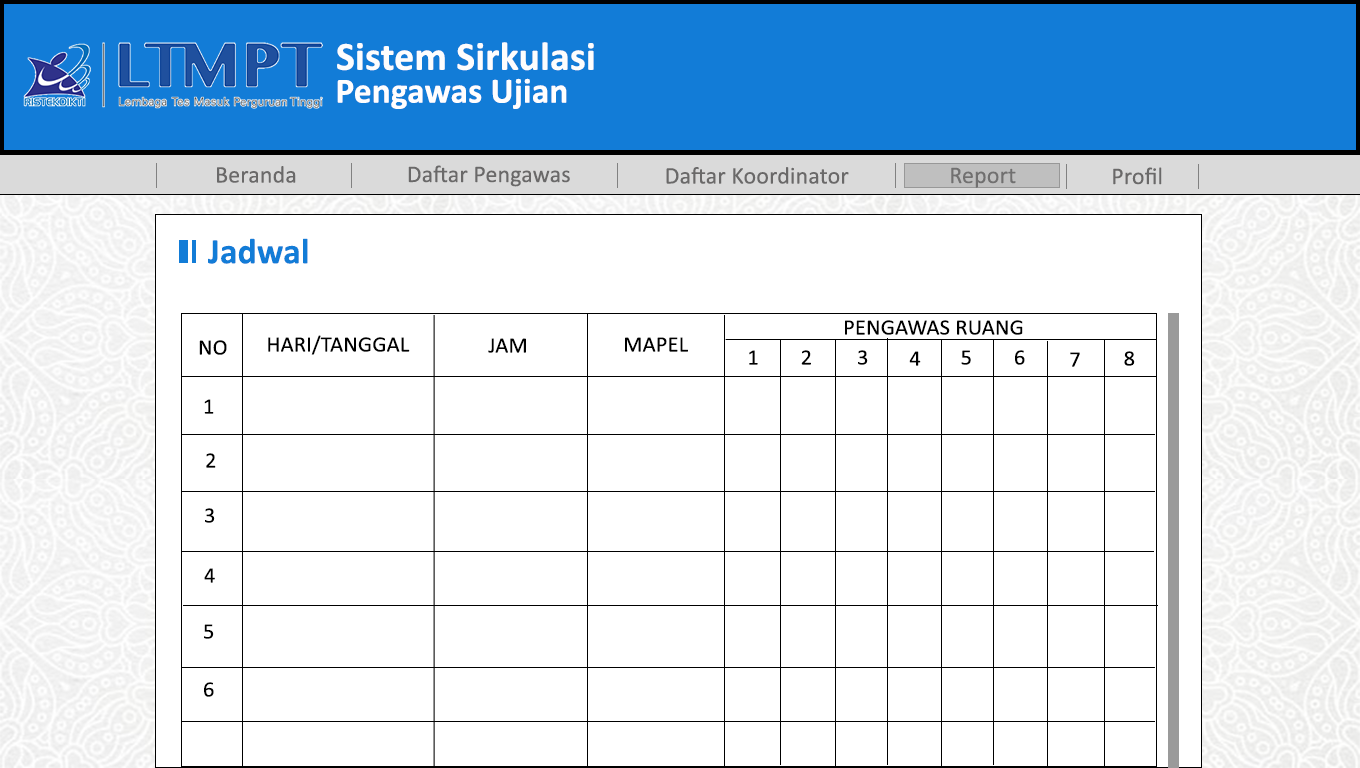 RISTEKDIKTI
LTMPT
Lembaga Tes Masuk Perguruan Tinggi
Sistem Sirkulasi
Pengawas Ujian
Beranda
Daftar Pengawas
Daftar Koordinator
Report
Profil
Jadwal
NO HARI/TANGGAL JAM MAPEL PENGAWAS RUANG
1 2 3 4 5 6 7 8
1
2
3
4
5
6